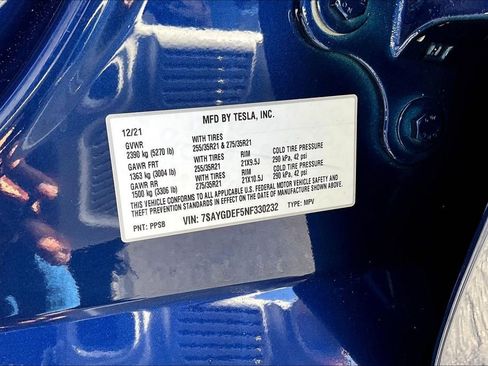 MFD BY TESLA, INC.
12/21
GVWR WITH TIRES
2390 kg (5270 lb) 255/35R21 & 275/35R21
GAWR FRT WITH TIRES RIM COLD TIRE PRESSURE
1363 kg (3004 lb) 255/35R21 21X9.5J 290 kPa, 42 psi
GAWR RR WITH TIRES RIM COLD TIRE PRESSURE
1500 kg (3306 lb) 275/35R21 21X10.5J 290 kPa, 42 psi
THIS VEHICLE CONFORMS TO ALL APPLICABLE U.S. FEDERAL MOTOR VEHICLE SAFETY AND
THEFT PREVENTION STANDARDS IN EFFECT ON THE DATE OF MANUFACTURE SHOWN ABOVE.
PNT: PPSB VIN: 7SAYGDEF5NF330232 TYPE: MPV